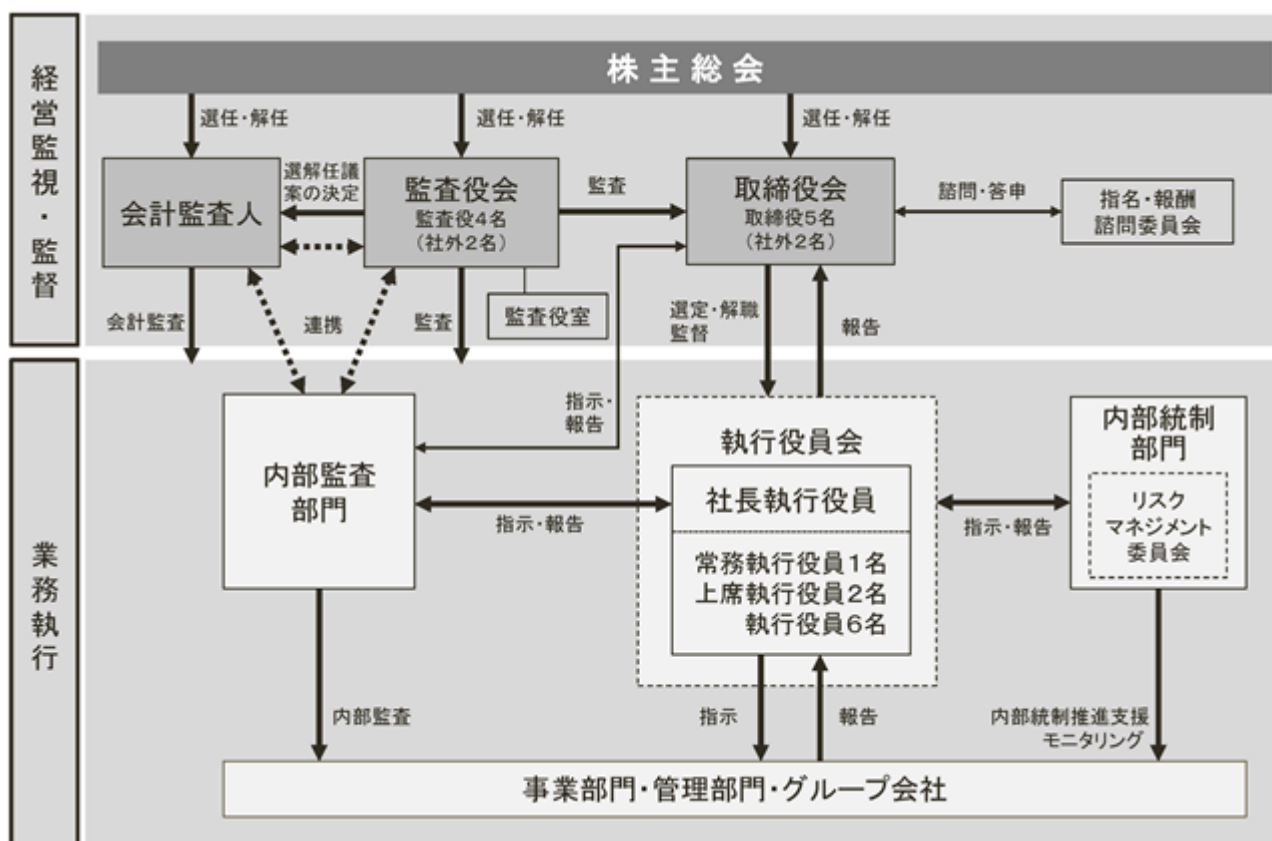 経営監視・監督
株主総会
選任・解任
選任・解任
選任・解任
会計監査人
選解任議
案の決定
監査役会
監査役4名
(社外2名)
監査
取締役会
取締役5名
(社外2名)
諮問・答申
指名・報酬
諮問委員会
会計監査
連携
監査
監査役室
選定・解職
監督
報告
業務執行
指示・
報告
内部監査
部門
指示・報告
執行役員会
社長執行役員
常務執行役員1名
上席執行役員2名
執行役員6名
指示・報告
内部統制
部門
リスク
マネジメント
委員会
内部監査
指示
報告
内部統制推進支援
モニタリング
事業部門・管理部門・グループ会社